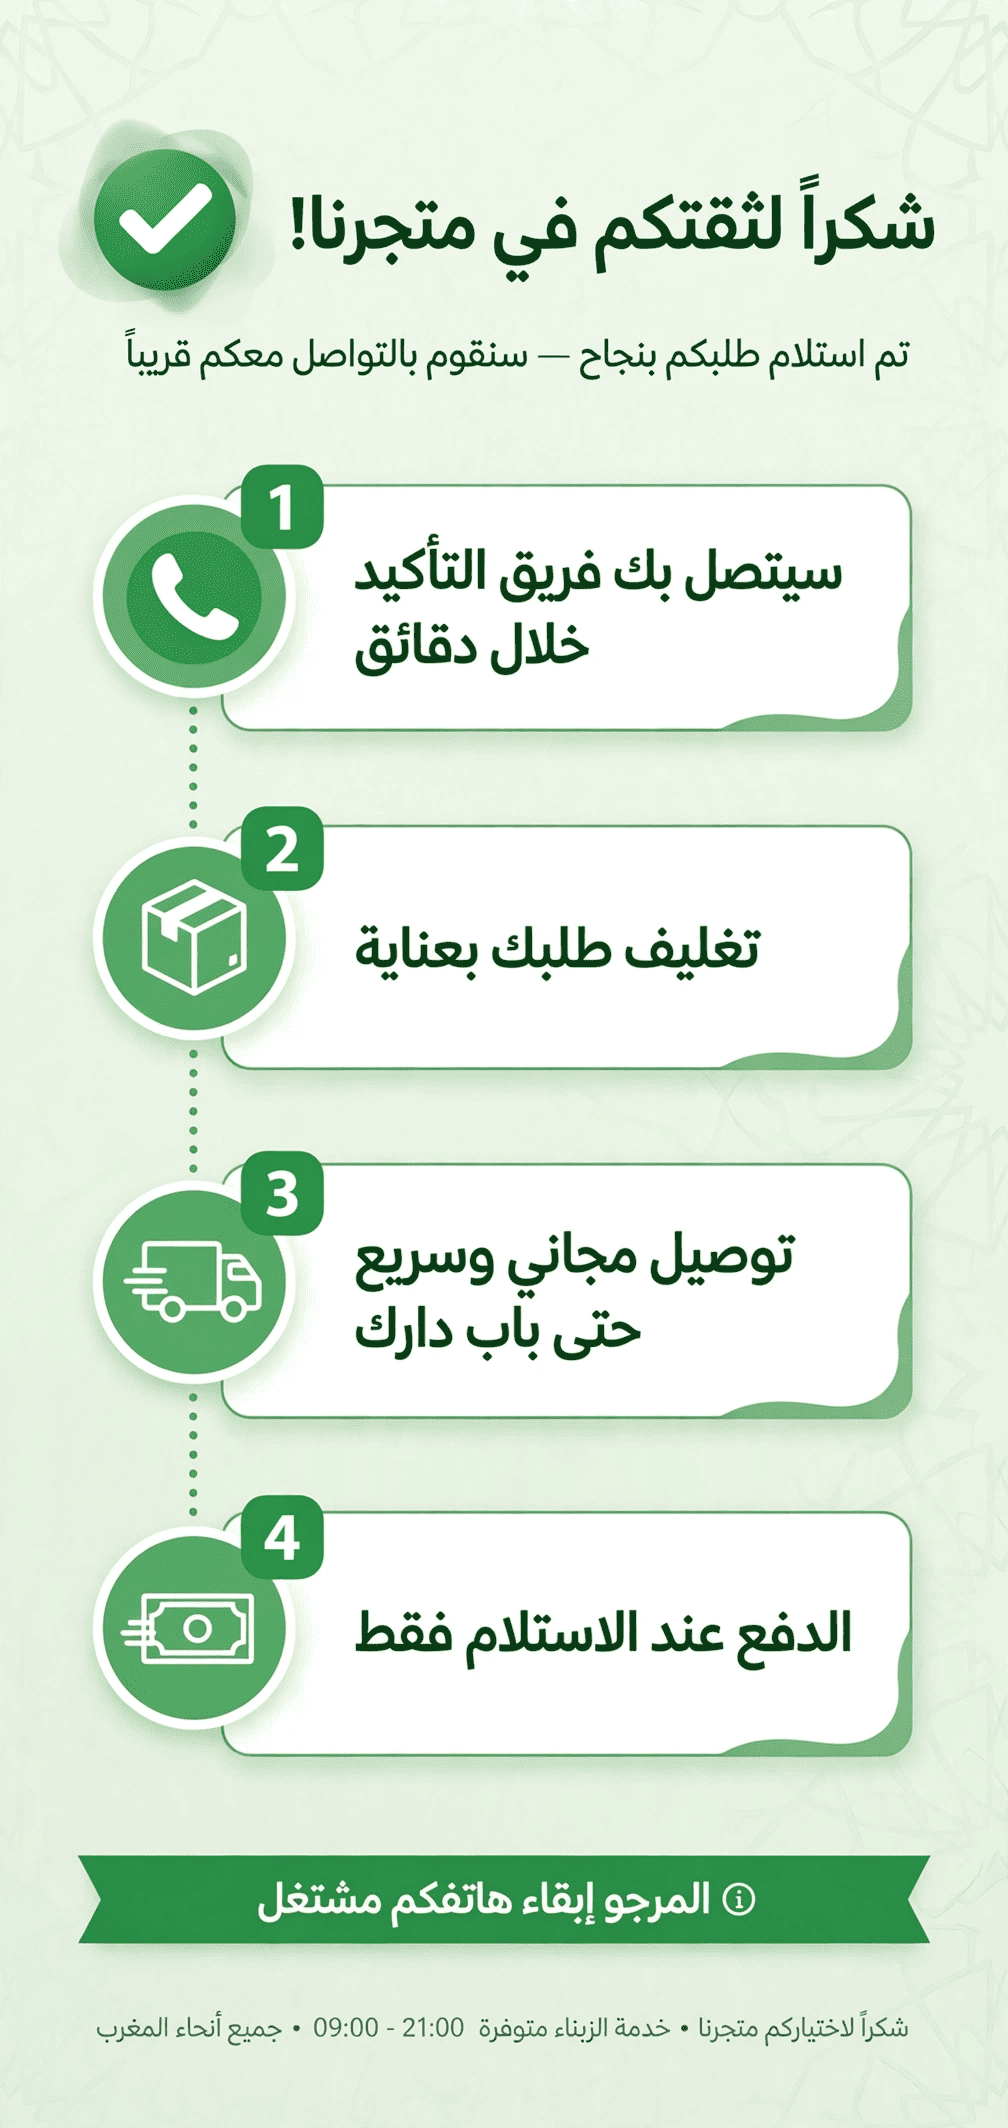 شكراً لثقتكم في متجرنا!
تم استلام طلبكم بنجاح — سنقوم بالتواصل معكم قريباً
1
سيتصل بك فريق التأكيد
خلال دقائق
2
تغليف طلبك بعناية
3
توصيل مجاني وسريع
حتى باب دارك
4
الدفع عند الاستلام فقط
المرجو إبقاء هاتفكم مشتغل
شكراً لاختياركم متجرنا • خدمة الزبناء متوفرة 21:00 - 09:00 • جميع أنحاء المغرب